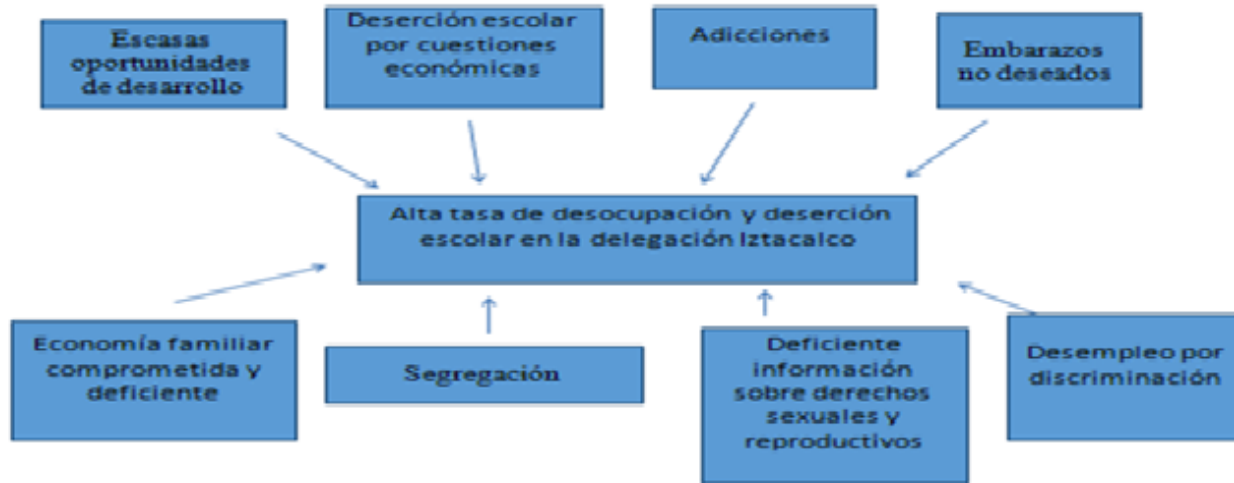 Escasas
oportunidades
de desarrollo
Deserción escolar
por cuestiones
económicas
Adicciones
Embarazos
no deseados
Alta tasa de desocupación y deserción
escolar en la delegación Iztacalco
Economía familiar
comprometida y
deficiente
Segregación
Deficiente
información
sobre derechos
sexuales y
reproductivos
Desempleo por
discriminación